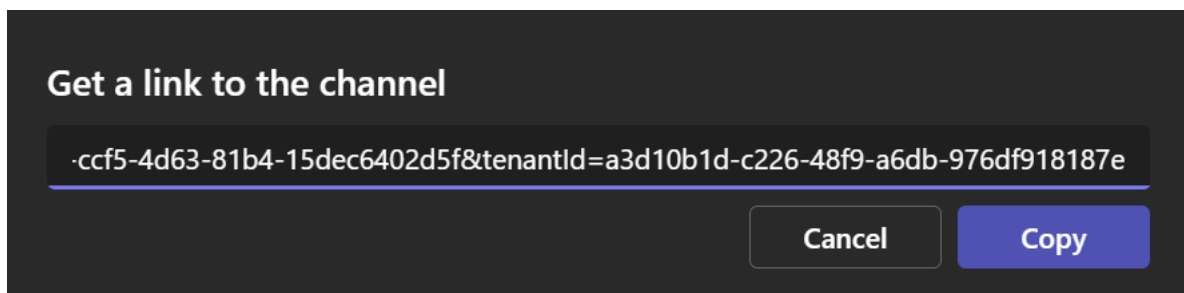 Get a link to the channel
-ccf5-4d63-81b4-15dec6402d5f&tenantId=a3d10b1d-c226-48f9-a6db-976df918187e
Cancel
Copy